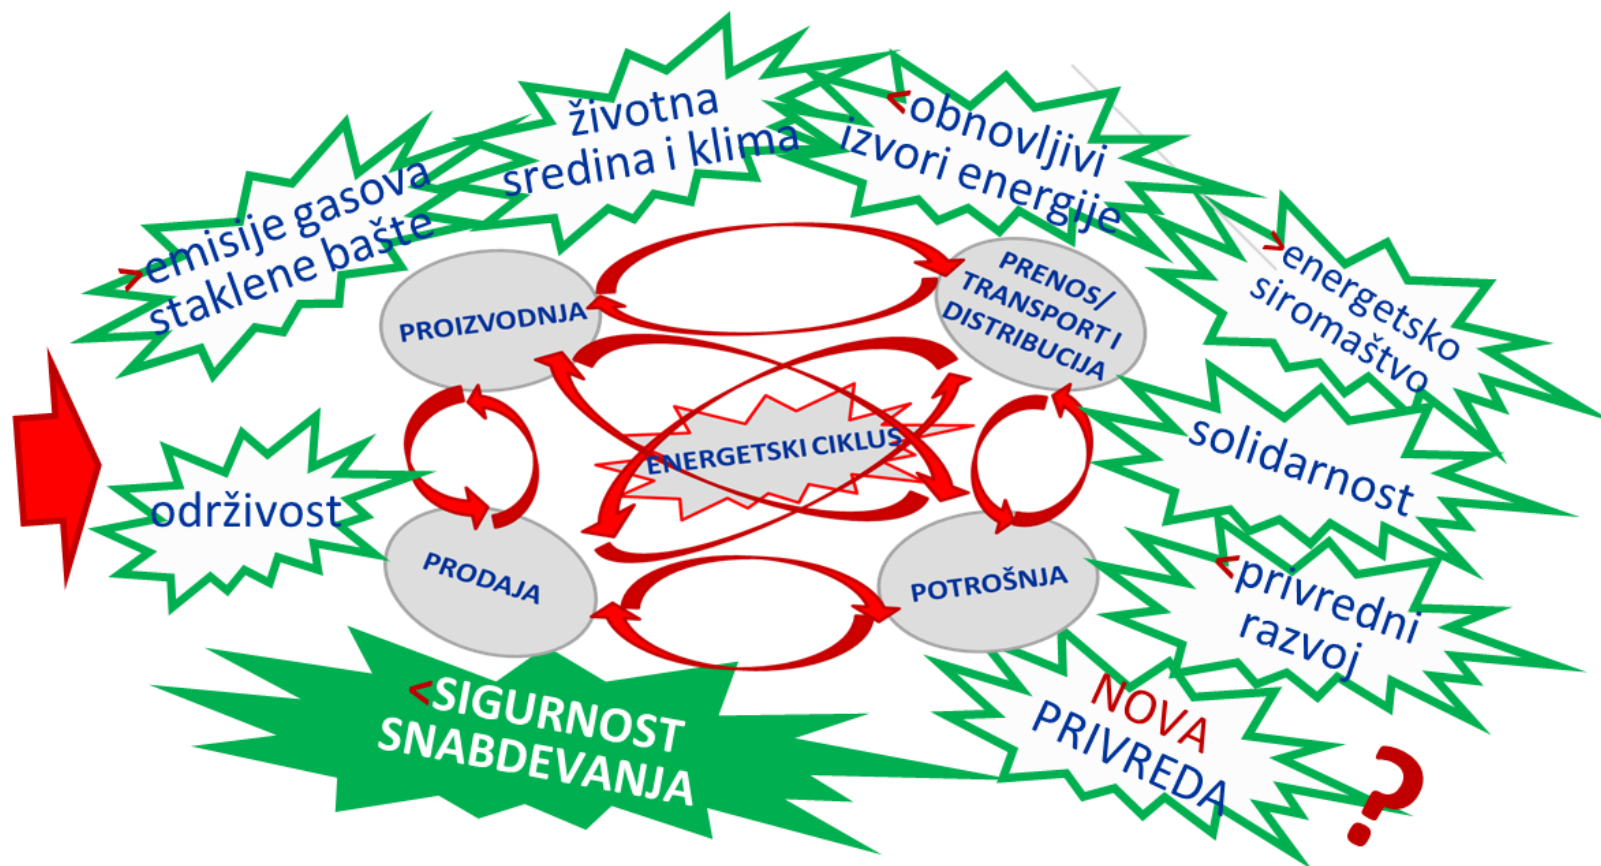 životna
sredina i klima
<obnovljivi
izvori energije
>emisije gasova
staklene bašte
>energetsko
siromaštvo
PROIZVODNJA
PRENOS/
TRANSPORT I
DISTRIBUCIJA
ENERGETSKI CIKLUS
solidarnost
održivost
PRODAJA
POTROŠNJA
<privredni
razvoj
<SIGURNOST
SNABDEVANJA
NOVA
PRIVREDA
?